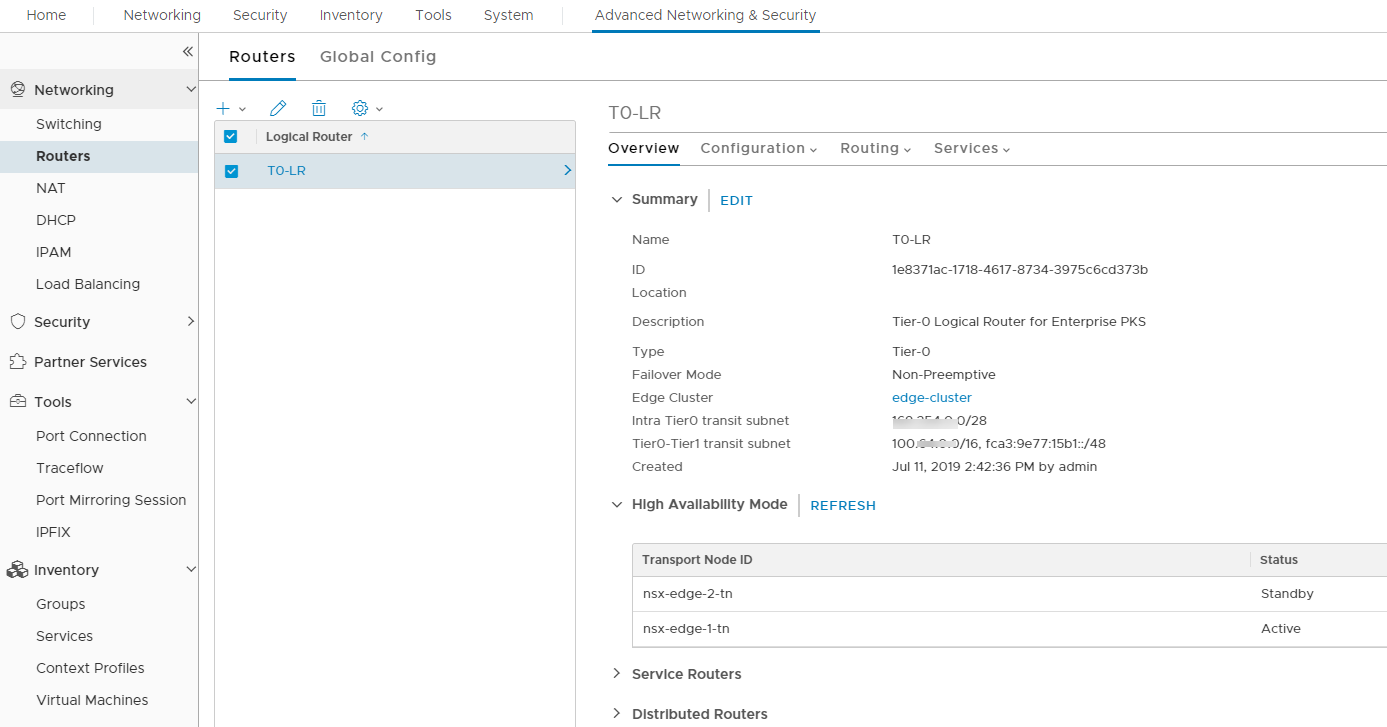 Home Networking Security Inventory Tools System Advanced Networking & Security
Routers Global Config
Networking
Switching
Routers
NAT
DHCP
IPAM
Load Balancing
Security
Partner Services
Tools
Port Connection
Traceflow
Port Mirroring Session
IPFIX
Inventory
Groups
Services
Context Profiles
Virtual Machines
Logical Router
T0-LR
T0-LR
Overview Configuration Routing Services
Summary EDIT
Name T0-LR
ID 1e8371ac-1718-4617-8734-3975c6cd373b
Location
Description Tier-0 Logical Router for Enterprise PKS
Type Tier-0
Failover Mode Non-Preemptive
Edge Cluster edge-cluster
Intra Tier0 transit subnet 0/28
Tier0-Tier1 transit subnet 100. /16, fca3:9e77:15b1::/48
Created Jul 11, 2019 2:42:36 PM by admin
High Availability Mode REFRESH
Transport Node ID Status
nsx-edge-2-tn Standby
nsx-edge-1-tn Active
Service Routers
Distributed Routers